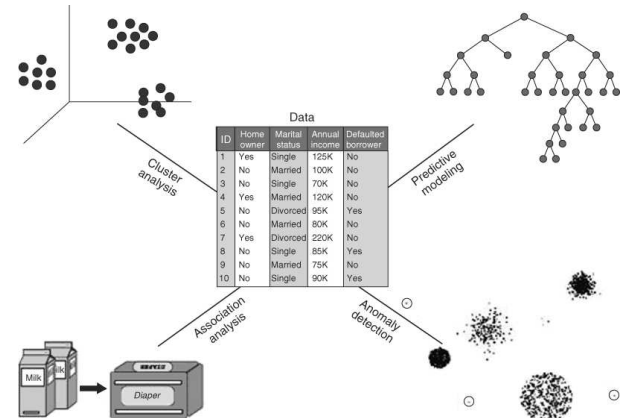 Data
ID Home owner Marital status Annual income Defaulted borrower
1 Yes Single 125K No
2 No Married 100K No
3 No Single 70K No
4 Yes Married 120K No
5 No Divorced 95K Yes
6 No Married 80K No
7 Yes Divorced 220K No
8 No Single 85K Yes
9 No Married 75K No
10 No Single 90K Yes
Cluster
analysis
Predictive
modeling
Association
analysis
Anomaly
detection
Milk
Diaper